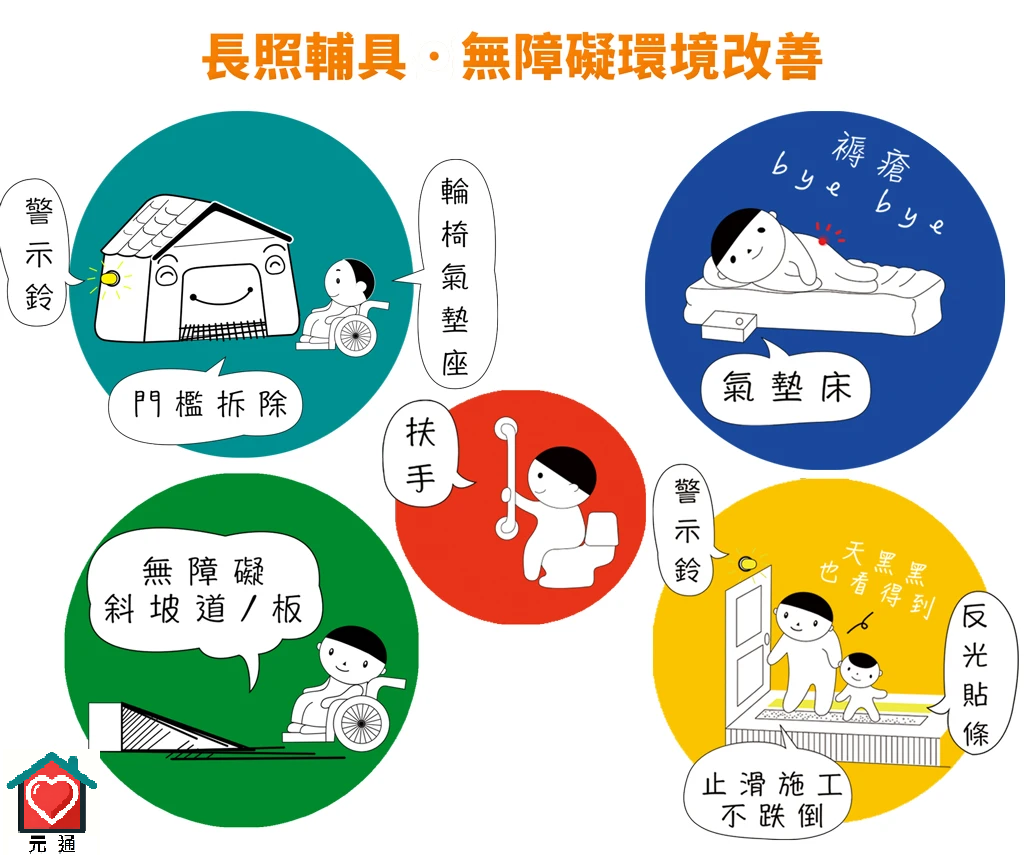 長照輔具・無障礙環境改善
警示鈴
輪椅氣墊座
門檻拆除
褥瘡
bye bye
氣墊床
扶手
無障礙
斜坡道/板
警示鈴
天黑黑
也看得到
反光貼條
止滑施工
不跌倒
元通